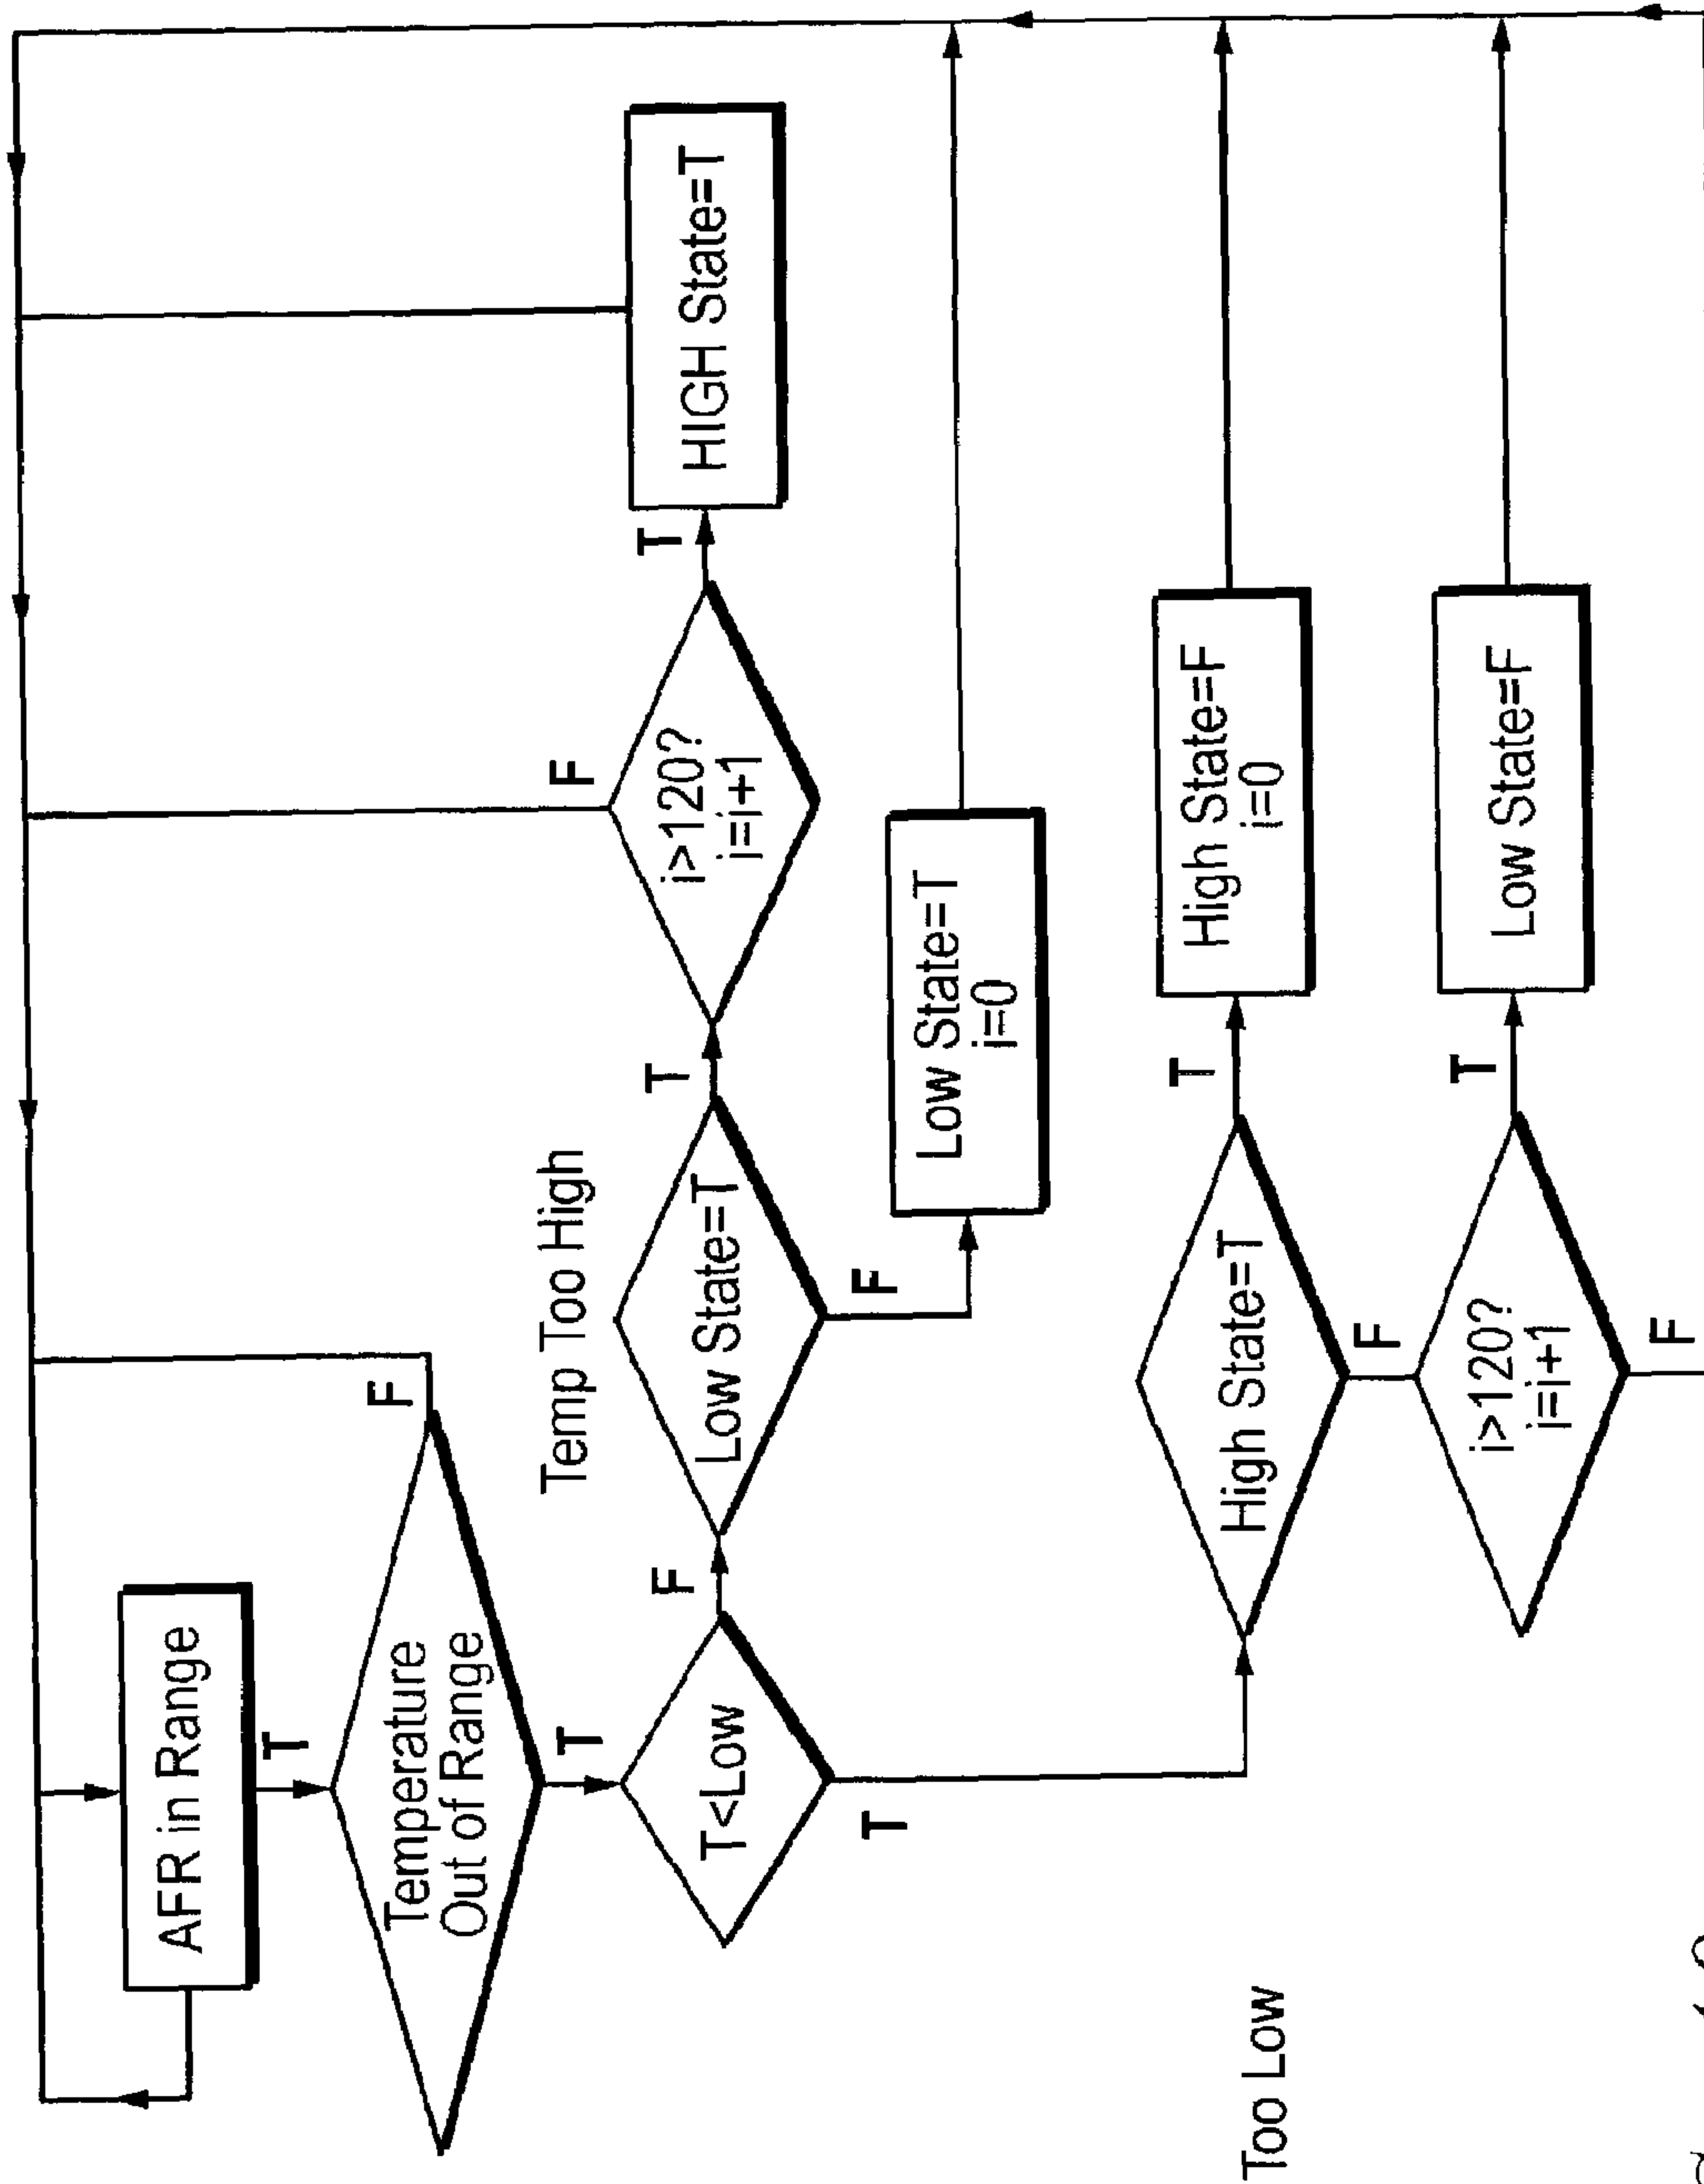 AFR in Range
T
Temperature
Out of Range
F
T
T<Low
F
T
Temp Too High
Low State=T
T
F
i>120?
i=i+1
F
T
HIGH State=T
Low State=T
i=0
Too Low
High State=T
T
F
High State=F
i=0
i>120?
i=i+1
T
F
Low State=F